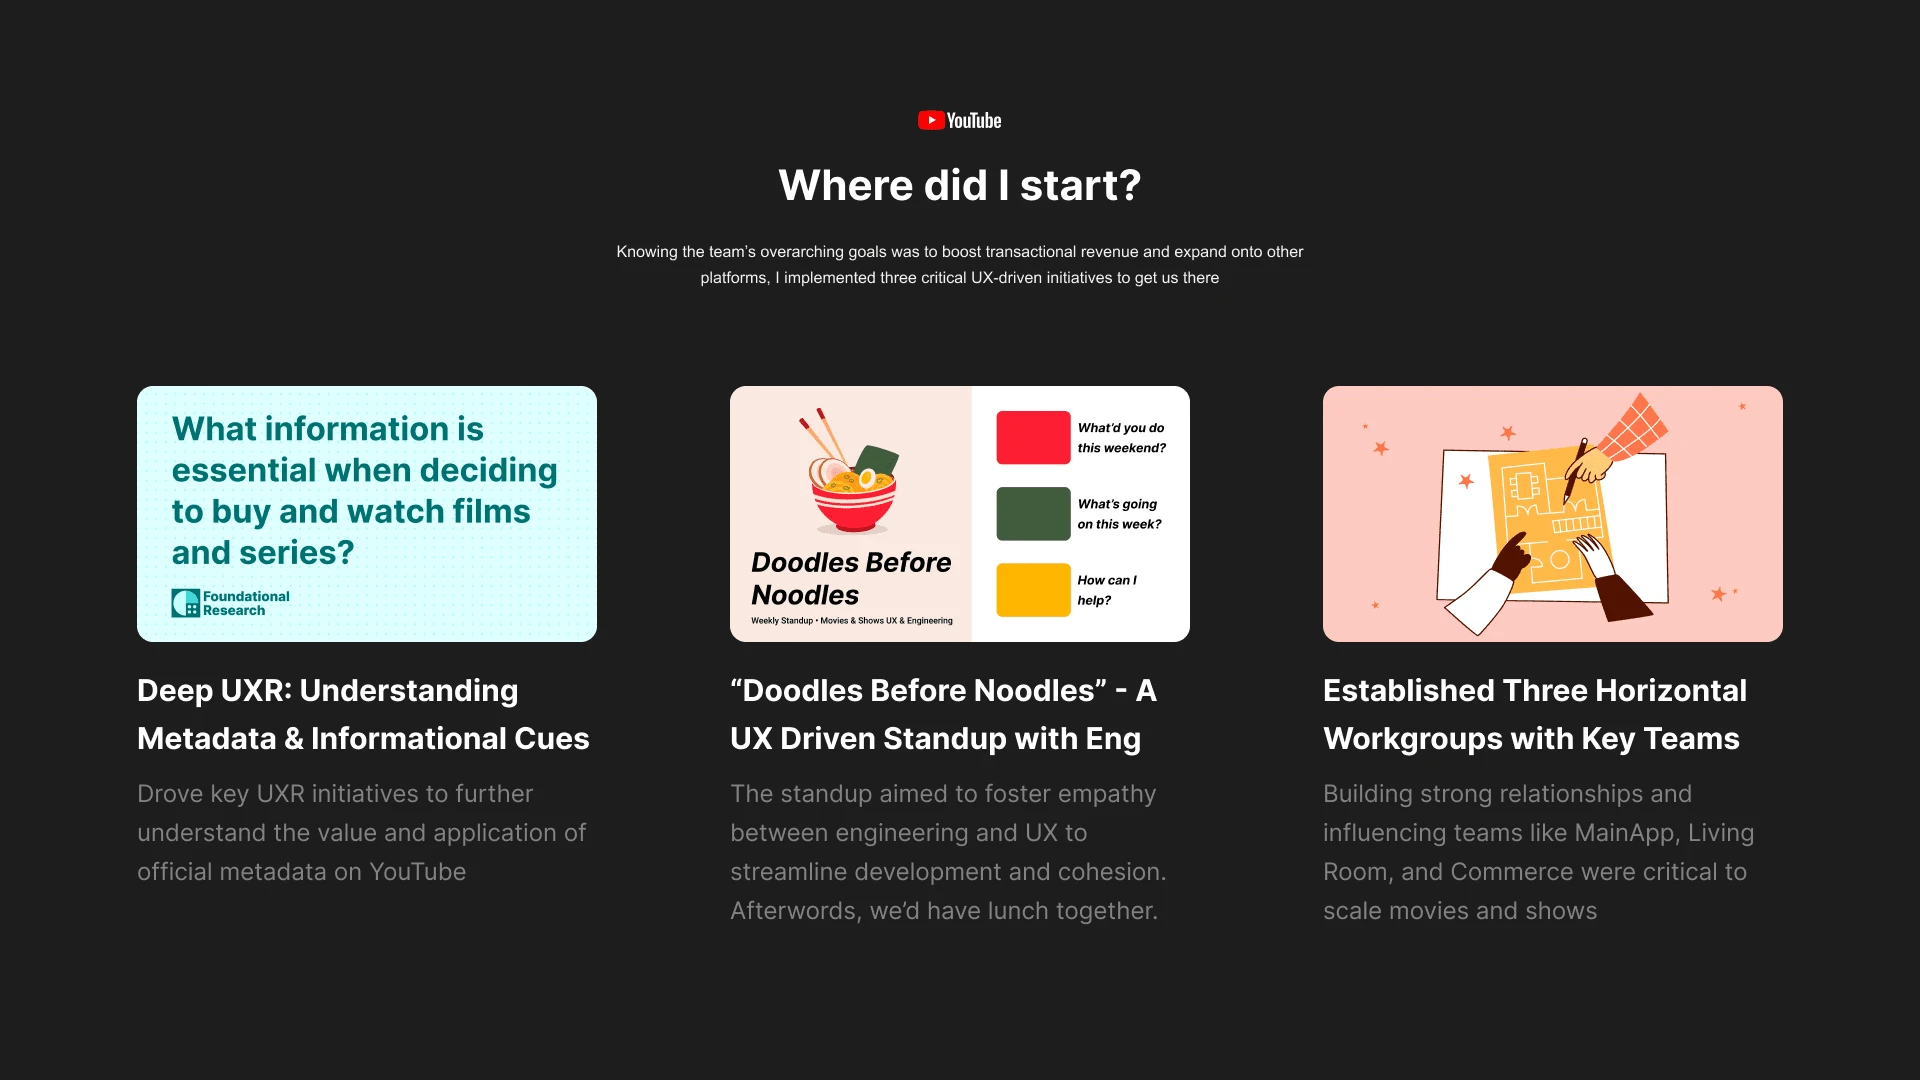 YouTube
Where did I start?
Knowing the team’s overarching goals was to boost transactional revenue and expand onto other
platforms, I implemented three critical UX-driven initiatives to get us there
What information is
essential when deciding
to buy and watch films
and series?
Foundational
Research
Deep UXR: Understanding
Metadata & Informational Cues
Drove key UXR initiatives to further
understand the value and application of
official metadata on YouTube
Doodles Before
Noodles
Weekly Standup • Movies & Shows UX & Engineering
What’d you do
this weekend?
What’s going
on this week?
How can I
help?
“Doodles Before Noodles” - A
UX Driven Standup with Eng
The standup aimed to foster empathy
between engineering and UX to
streamline development and cohesion.
Afterwords, we’d have lunch together.
Established Three Horizontal
Workgroups with Key Teams
Building strong relationships and
influencing teams like MainApp, Living
Room, and Commerce were critical to
scale movies and shows